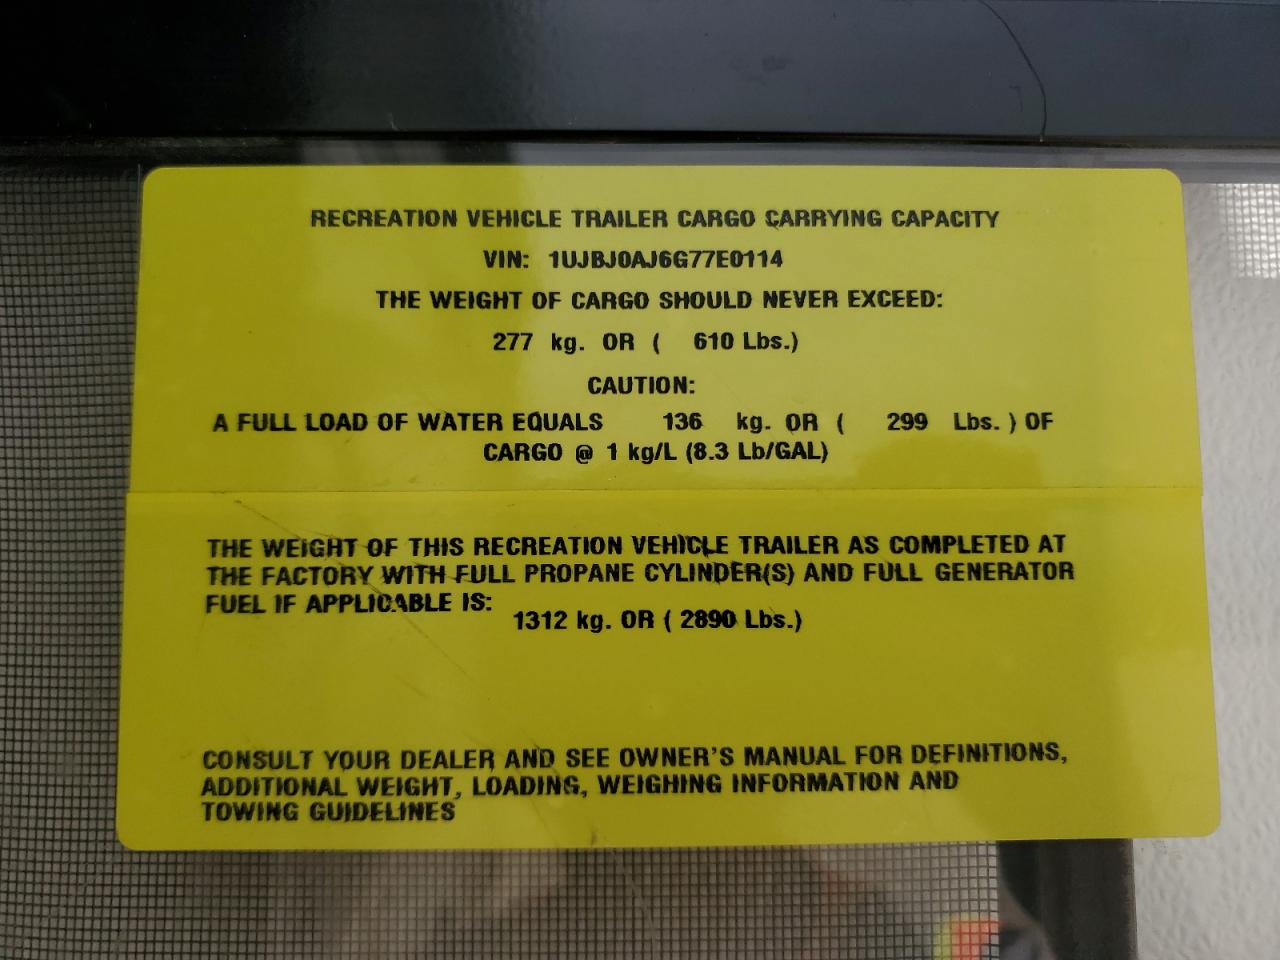 RECREATION VEHICLE TRAILER CARGO CARRYING CAPACITY
VIN: 1UJBJ0AJ6G77E0114
THE WEIGHT OF CARGO SHOULD NEVER EXCEED:
277 kg. OR ( 610 Lbs.)
CAUTION:
A FULL LOAD OF WATER EQUALS 136 kg. OR ( 299 Lbs. ) OF
CARGO @ 1 kg/L (8.3 Lb/GAL)
THE WEIGHT OF THIS RECREATION VEHICLE TRAILER AS COMPLETED AT
THE FACTORY WITH FULL PROPANE CYLINDER(S) AND FULL GENERATOR
FUEL IF APPLICABLE IS:
1312 kg. OR ( 2890 Lbs.)
CONSULT YOUR DEALER AND SEE OWNER'S MANUAL FOR DEFINITIONS,
ADDITIONAL WEIGHT, LOADING, WEIGHING INFORMATION AND
TOWING GUIDELINES